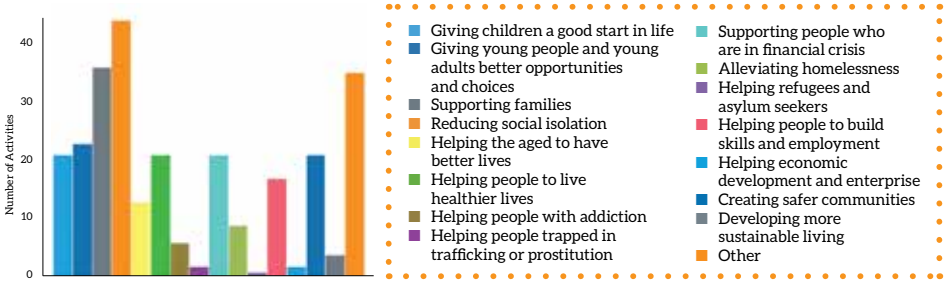 Number of Activities
40
30
20
10
0
Giving children a good start in life
Giving young people and young
adults better opportunities
and choices
Supporting families
Reducing social isolation
Helping the aged to have
better lives
Helping people to live
healthier lives
Helping people with addiction
Helping people trapped in
trafficking or prostitution
Supporting people who
are in financial crisis
Alleviating homelessness
Helping refugees and
asylum seekers
Helping people to build
skills and employment
Helping economic
development and enterprise
Creating safer communities
Developing more
sustainable living
Other